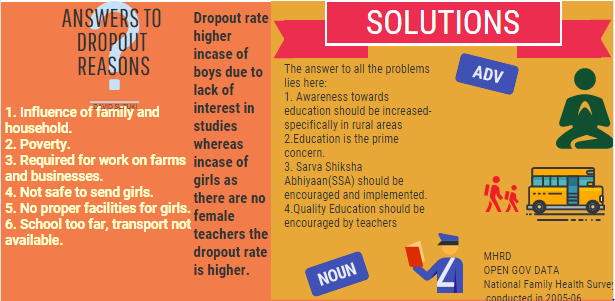 ANSWERS TO
DROPOUT
REASONS
1. Influence of family and
household.
2. Poverty.
3. Required for work on farms
and businesses.
4. Not safe to send girls.
5. No proper facilities for girls.
6. School too far, transport not
available.
Dropout rate
higher
incase of
boys due to
lack of
interest in
studies
whereas
incase of
girls as
there are no
female
teachers the
dropout rate
is higher.
SOLUTIONS
The answer to all the problems
lies here:
1. Awareness towards
education should be increased-
specifically in rural areas
2.Education is the prime
concern.
3. Sarva Shiksha
Abhiyaan(SSA) should be
encouraged and implemented.
4.Quality Education should be
encouraged by teachers
ADV
NOUN
MHRD
OPEN GOV DATA
National Family Health Surve
conducted in 2005-06